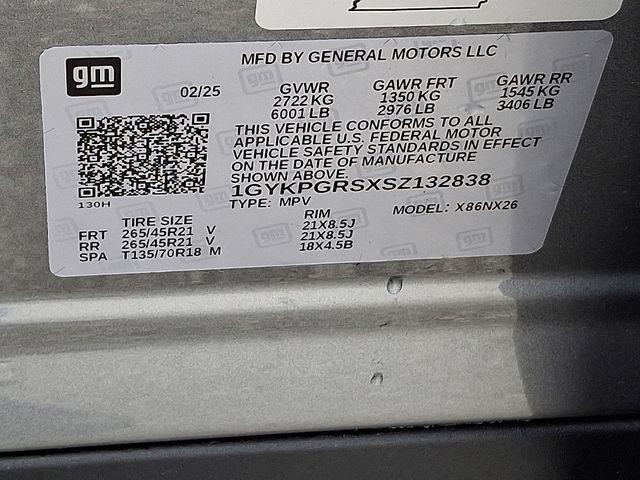 gm
MFD BY GENERAL MOTORS LLC
02/25
GVWR GAWR FRT GAWR RR
2722 KG 1350 KG 1545 KG
6001 LB 2976 LB 3406 LB
THIS VEHICLE CONFORMS TO ALL
APPLICABLE U.S. FEDERAL MOTOR
VEHICLE SAFETY STANDARDS IN EFFECT
ON THE DATE OF MANUFACTURE
SHOWN ABOVE.
1GYKPGRSXSZ132838
130H
TYPE: MPV MODEL: X86NX26
TIRE SIZE RIM
FRT 265/45R21 V 21X8.5J
RR 265/45R21 V 21X8.5J
SPA T135/70R18 M 18X4.5B